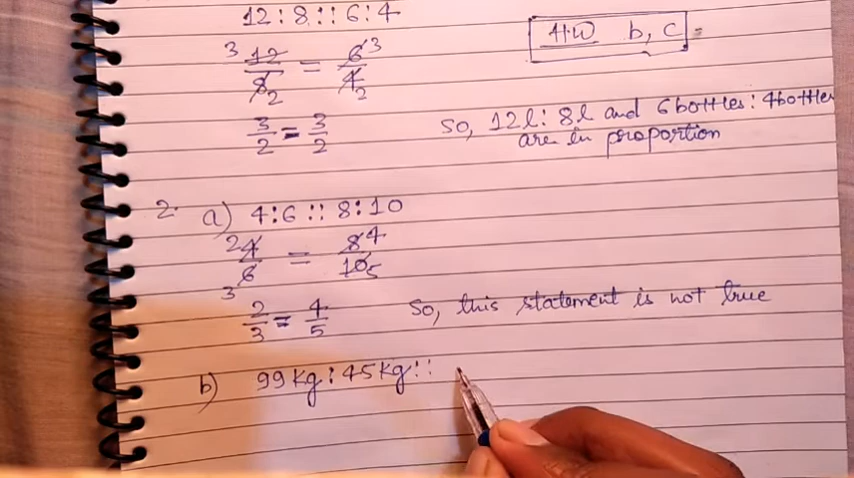 12 : 8 :: 6 : 4
H.W b, c =
3 12/8 2 = 6 3/4 2
3/2 = 3/2
So, 12l : 8l and 6 bottles : 4 bottles
are in proportion
2. a) 4 : 6 :: 8 : 10
2 4/6 3 = 8 4/10 5
2/3 = 4/5 So, this statement is not true
b) 99 kg : 45 kg ::